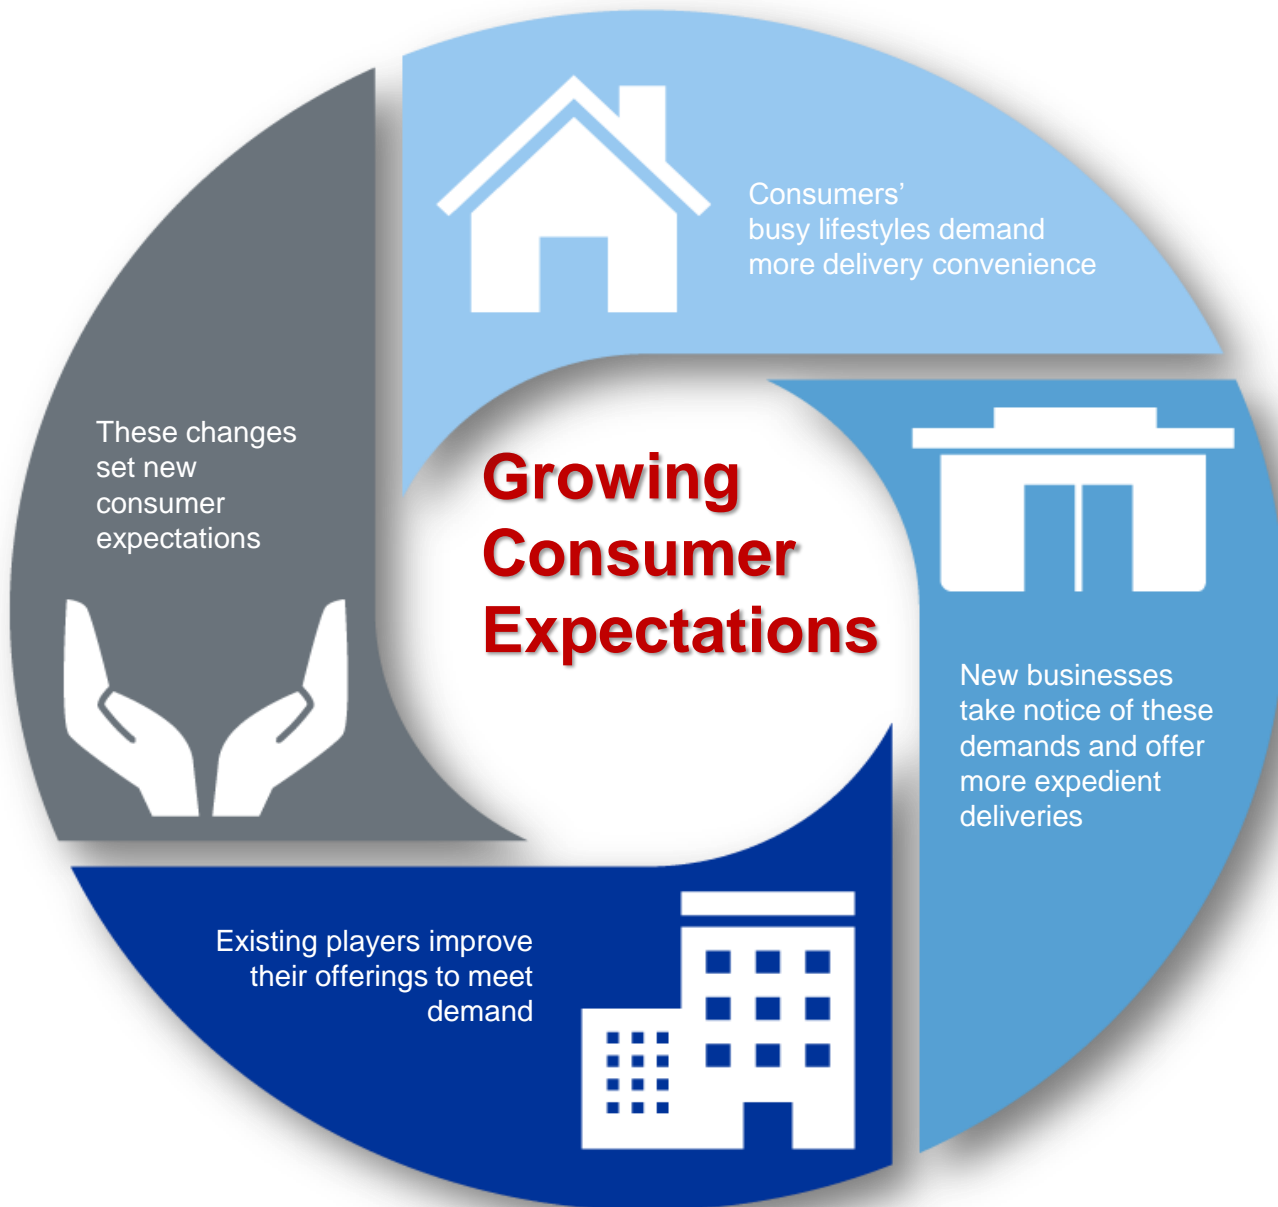 Consumers’
busy lifestyles demand
more delivery convenience
These changes
set new
consumer
expectations
Growing
Consumer
Expectations
New businesses
take notice of these
demands and offer
more expedient
deliveries
Existing players improve
their offerings to meet
demand